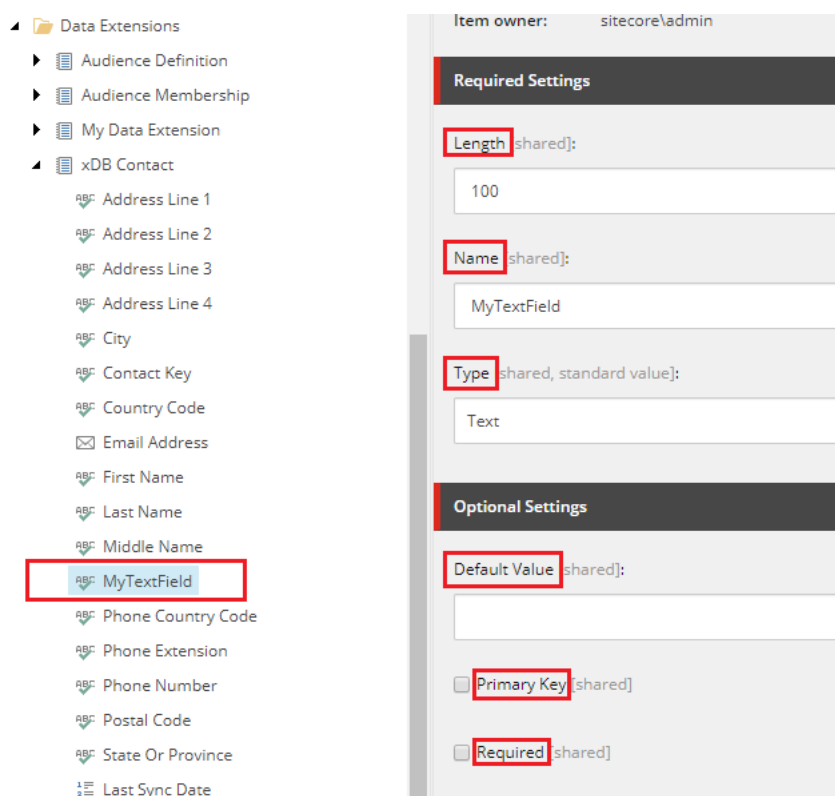 Data Extensions
Audience Definition
Audience Membership
My Data Extension
xDB Contact
Address Line 1
Address Line 2
Address Line 3
Address Line 4
City
Contact Key
Country Code
Email Address
First Name
Last Name
Middle Name
MyTextField
Phone Country Code
Phone Extension
Phone Number
Postal Code
State Or Province
Last Sync Date
Item owner: sitecore\admin
Required Settings
Length [shared]:
100
Name [shared]:
MyTextField
Type [shared, standard value]:
Text
Optional Settings
Default Value [shared]:
Primary Key [shared]
Required [shared]